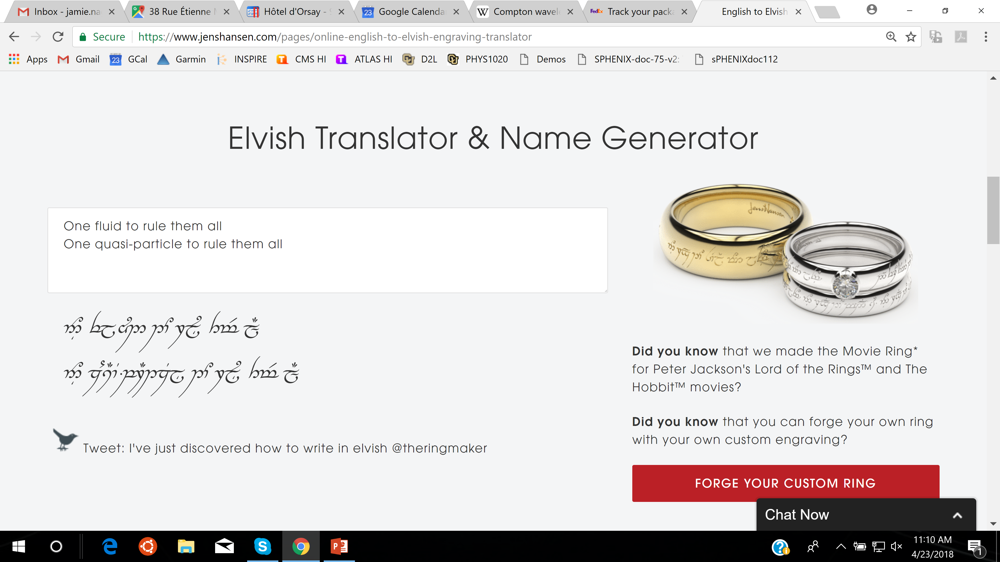 Inbox - jamie.na
38 Rue Étienne
Hôtel d'Orsay -
Google Calenda
Compton wavele
Track your packa
English to Elvish
Secure
https://www.jenshansen.com/pages/online-english-to-elvish-engraving-translator
Apps
23
Gmail
GCal
Garmin
INSPIRE
CMS HI
ATLAS HI
D2L
PHYS1020
Demos
SPHENIX-doc-75-v2:
sPHENIXdoc112
Elvish Translator & Name Generator
One fluid to rule them all
One quasi-particle to rule them all
Jens Hansen
Did you know that we made the Movie Ring*
for Peter Jackson's Lord of the Rings™ and The
Hobbit™ movies?
Did you know that you can forge your own ring
with your own custom engraving?
Tweet: I've just discovered how to write in elvish @theringmaker
FORGE YOUR CUSTOM RING
Chat Now
11:10 AM
4/23/2018
1